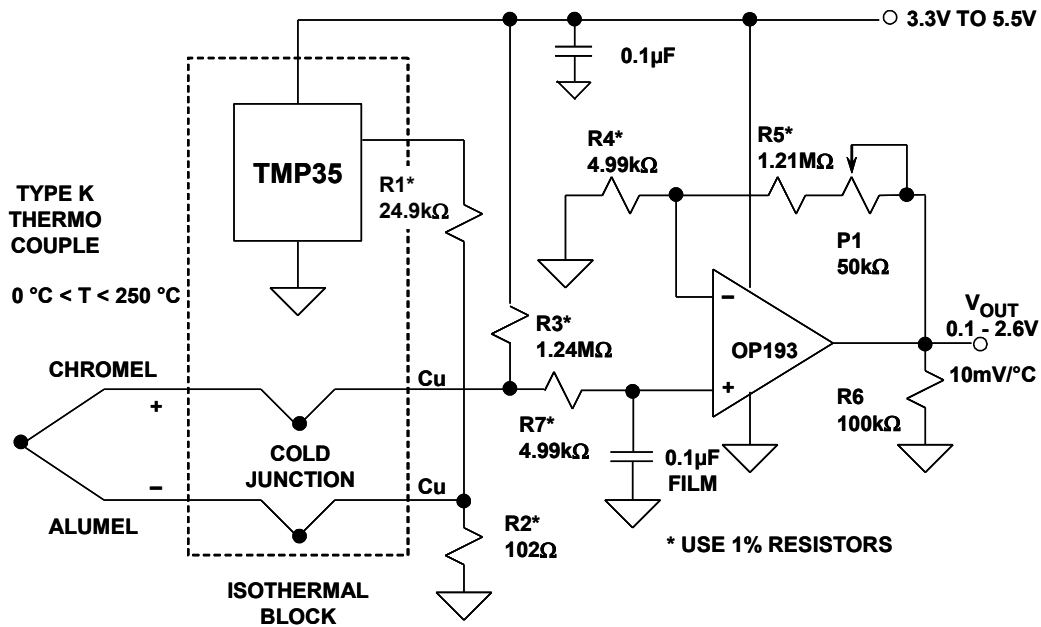 3.3V TO 5.5V
0.1µF
R4*
4.99kΩ
R5*
1.21MΩ
P1
50kΩ
TMP35
R1*
24.9kΩ
TYPE K
THERMO
COUPLE
0 °C < T < 250 °C
R3*
1.24MΩ
–
OP193
+
VOUT
0.1 - 2.6V
10mV/°C
R6
100kΩ
CHROMEL
+
Cu
R7*
4.99kΩ
0.1µF
FILM
COLD
JUNCTION
–
Cu
ALUMEL
R2*
102Ω
* USE 1% RESISTORS
ISOTHERMAL
BLOCK